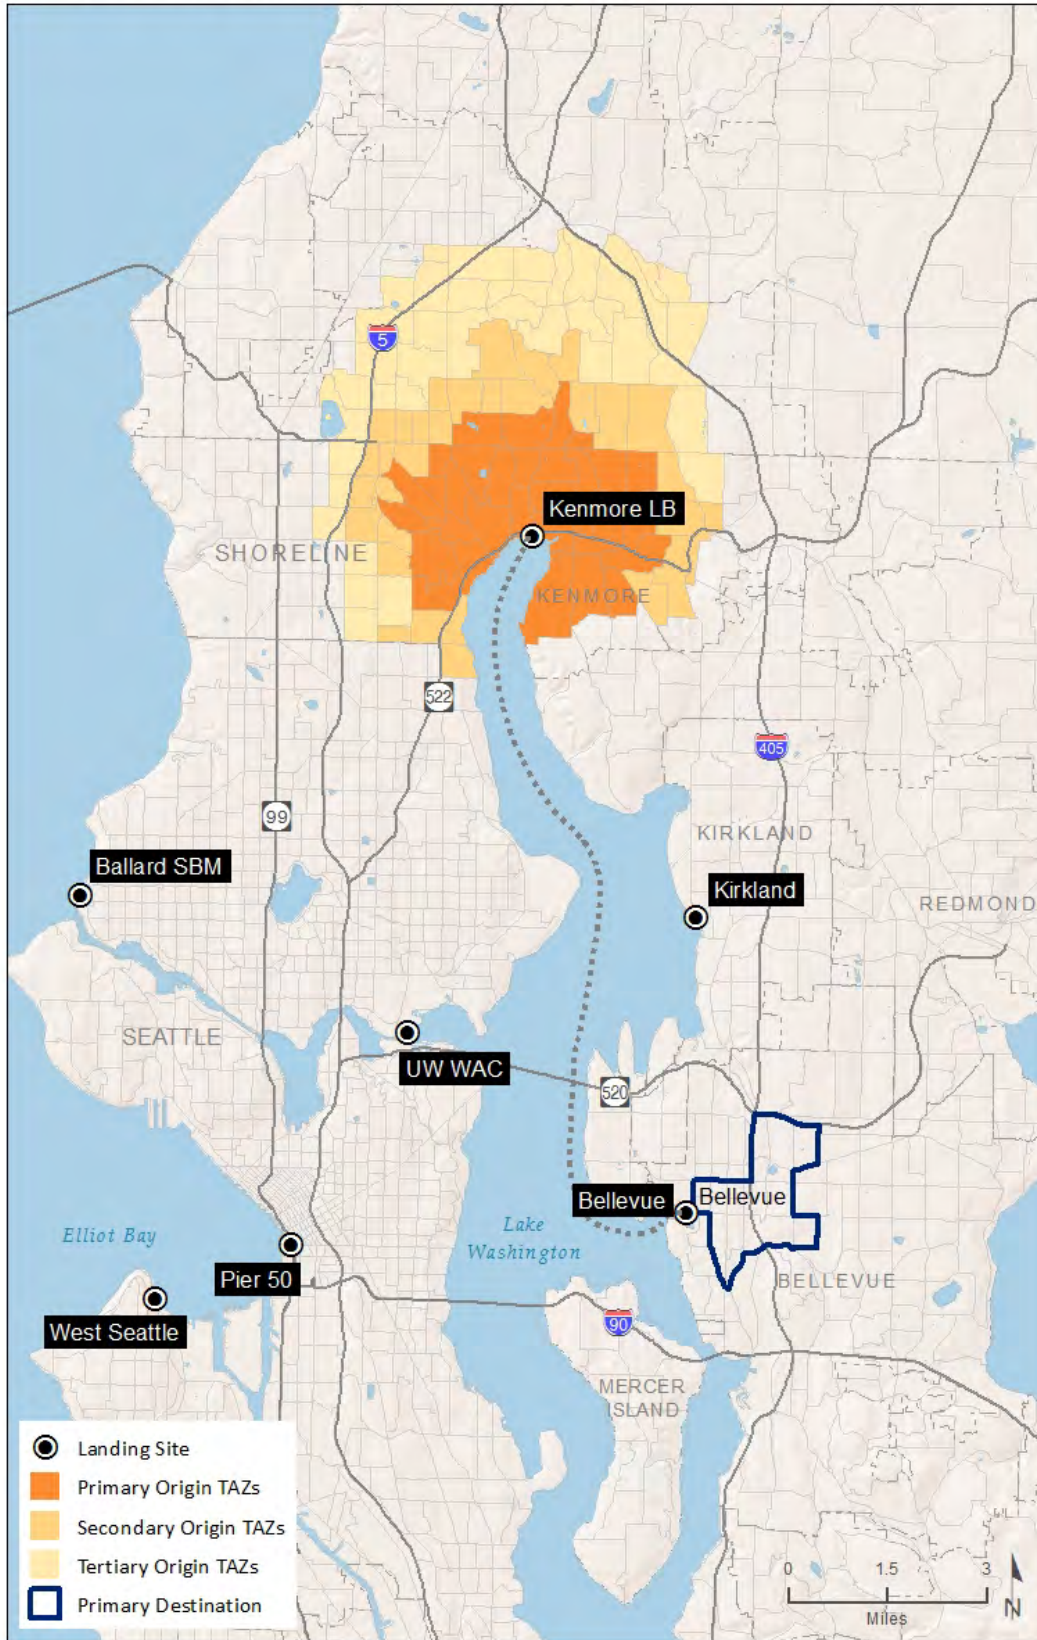 5
Kenmore LB
SHORELINE
KENMORE
522
405
99
KIRKLAND
Ballard SBM
Kirkland
REDMOND
SEATTLE
UW WAC
520
Bellevue
Bellevue
Elliot Bay
Lake
Washington
Pier 50
BELLEVUE
West Seattle
90
MERCER
ISLAND
Landing Site
Primary Origin TAZs
Secondary Origin TAZs
Tertiary Origin TAZs
Primary Destination
0 1.5 3
Miles
N